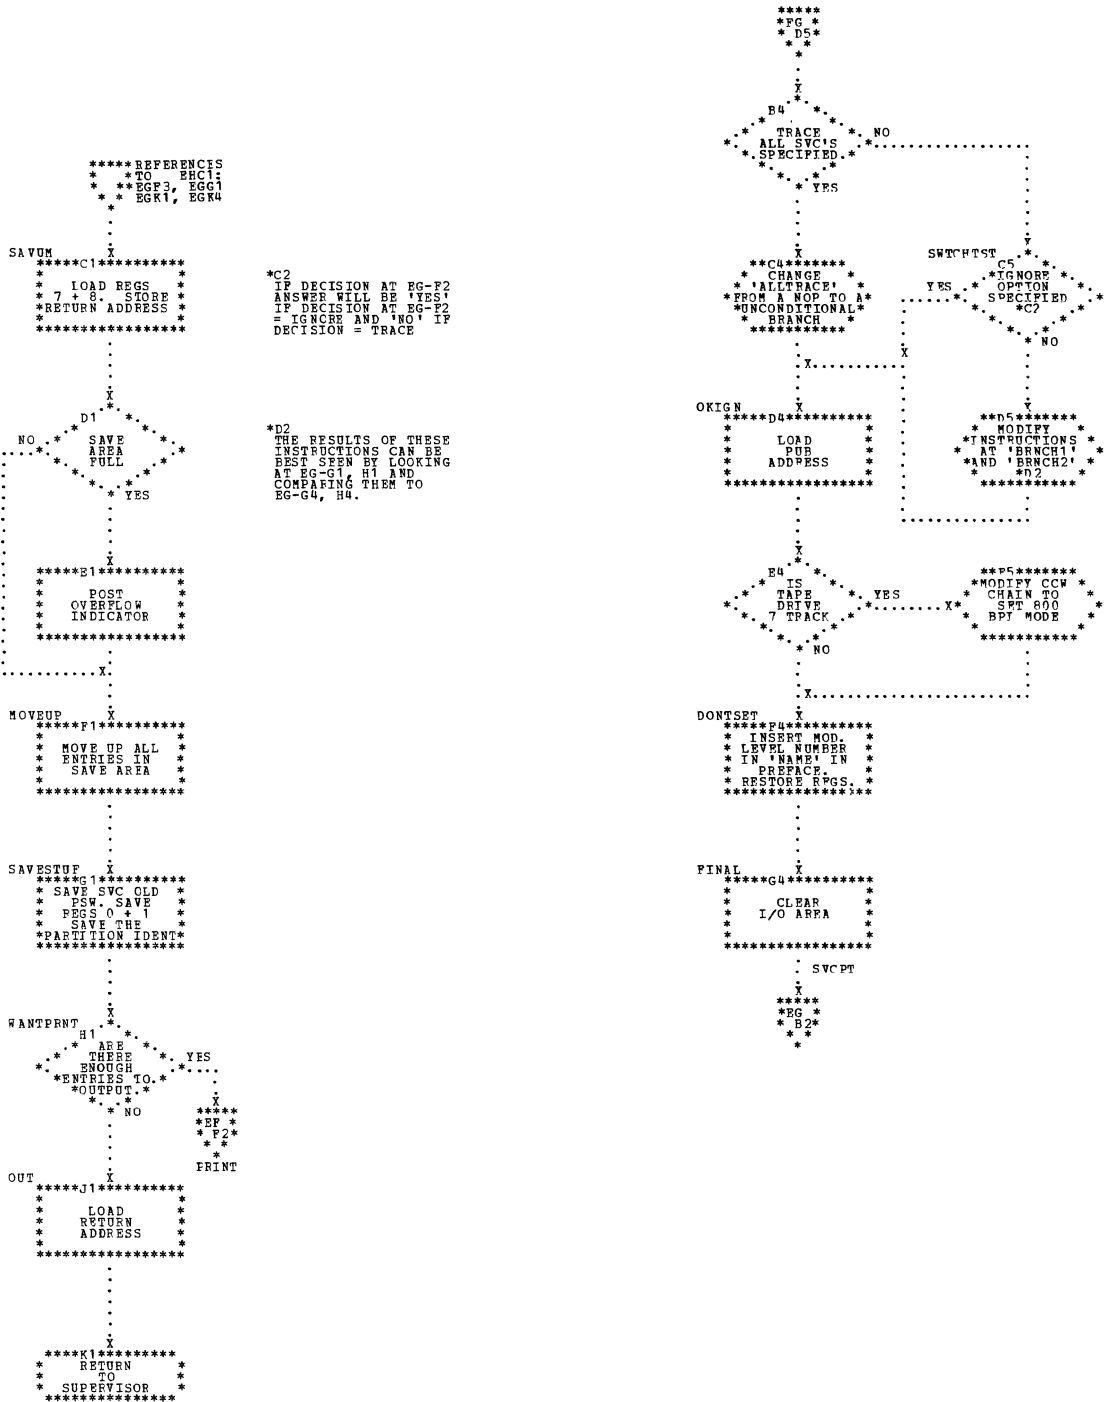 REFERENCES
TO EHC1:
EGF3, EGG1
EGK1, EGK4
SAVUM
C1
LOAD REGS
7 + 8. STORE
RETURN ADDRESS
*C2
IF DECISION AT EG-F2
ANSWER WILL BE 'YES'
IF DECISION AT EG-F2
= IGNORE AND 'NO' IF
DECISION = TRACE
D1
SAVE
AREA
FULL
NO
YES
*D2
THE RESULTS OF THESE
INSTRUCTIONS CAN BE
BEST SEEN BY LOOKING
AT EG-G1, H1 AND
COMPARING THEM TO
EG-G4, H4.
E1
POST
OVERFLOW
INDICATOR
MOVEUP
F1
MOVE UP ALL
ENTRIES IN
SAVE AREA
SAVESTUF
G1
SAVE SVC OLD
PSW. SAVE
REGS 0 + 1
SAVE THE
PARTITION IDENT
WANTPRNT
H1
ARE
THERE
ENOUGH
ENTRIES TO
OUTPUT.
YES
NO
EF
F2
PRINT
OUT
J1
LOAD
RETURN
ADDRESS
K1
RETURN
TO
SUPERVISOR
FG
D5
B4
TRACE
ALL SVC'S
SPECIFIED.
NO
YES
C4
CHANGE
'ALLTRACE'
FROM A NOP TO A
UNCONDITIONAL
BRANCH
SWTCHTST
C5
IGNORE
OPTION
SPECIFIED
*C2
YES
NO
OKIGN
D4
LOAD
PUB
ADDRESS
D5
MODIFY
INSTRUCTIONS
AT 'BRNCH1'
AND 'BRNCH2'
*D2
E4
IS
TAPE
DRIVE
7 TRACK
YES
NO
E5
MODIFY CCW
CHAIN TO
SET 800
BPI MODE
DONTSET
F4
INSERT MOD.
LEVEL NUMBER
IN 'NAME' IN
PREFACE.
RESTORE REGS.
FINAL
G4
CLEAR
I/O AREA
SVCPT
EG
B2